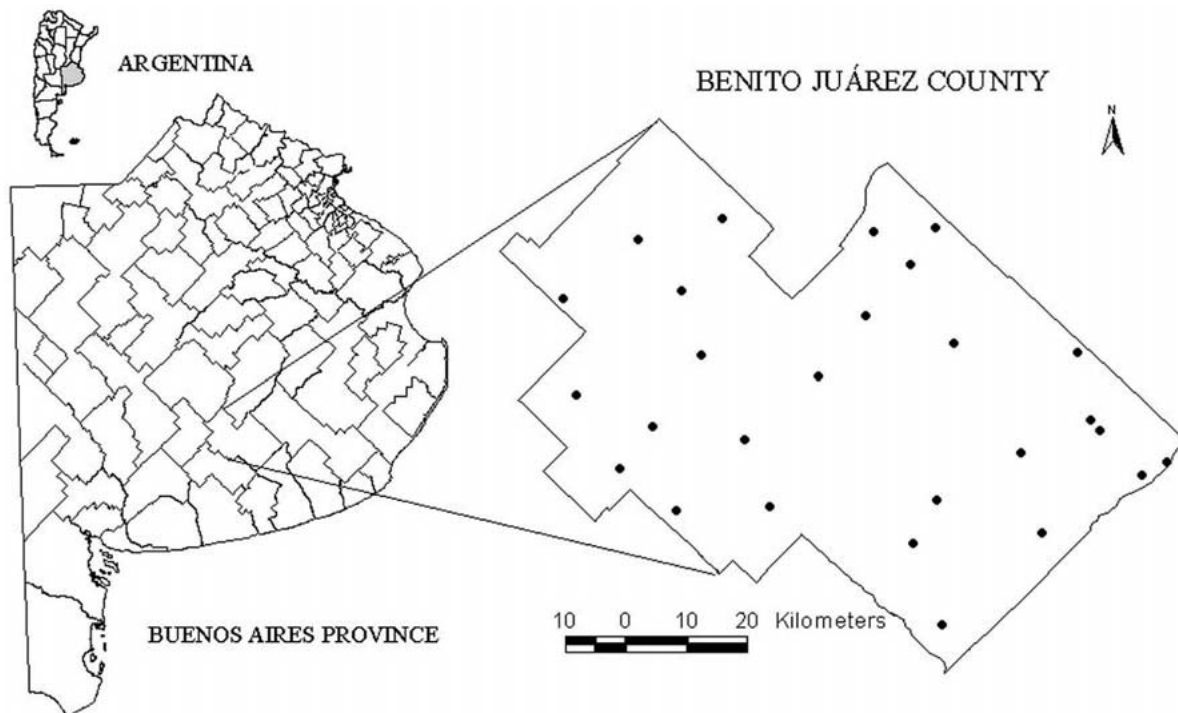 ARGENTINA
BENITO JUÁREZ COUNTY
N
10 0 10 20 Kilometers
BUENOS AIRES PROVINCE